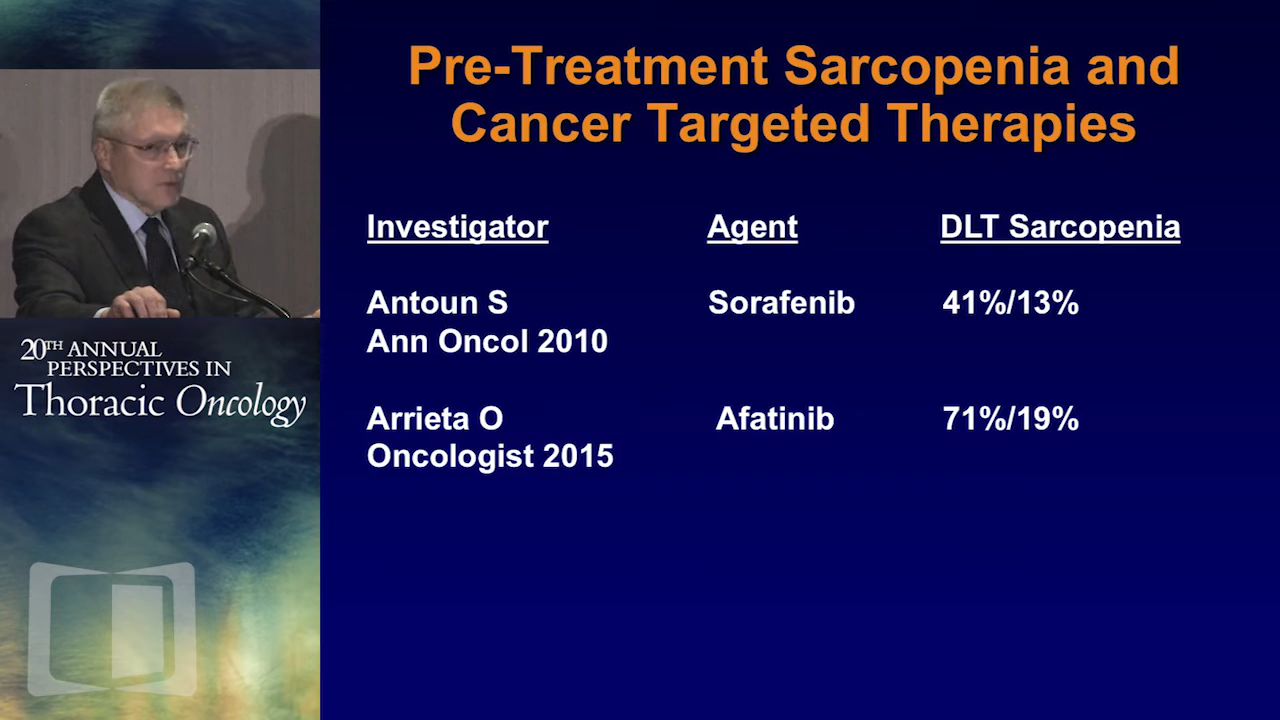 Pre-Treatment Sarcopenia and
Cancer Targeted Therapies
Investigator Agent DLT Sarcopenia
Antoun S Sorafenib 41%/13%
Ann Oncol 2010
Arrieta O Afatinib 71%/19%
Oncologist 2015
20TH ANNUAL
PERSPECTIVES IN
Thoracic Oncology